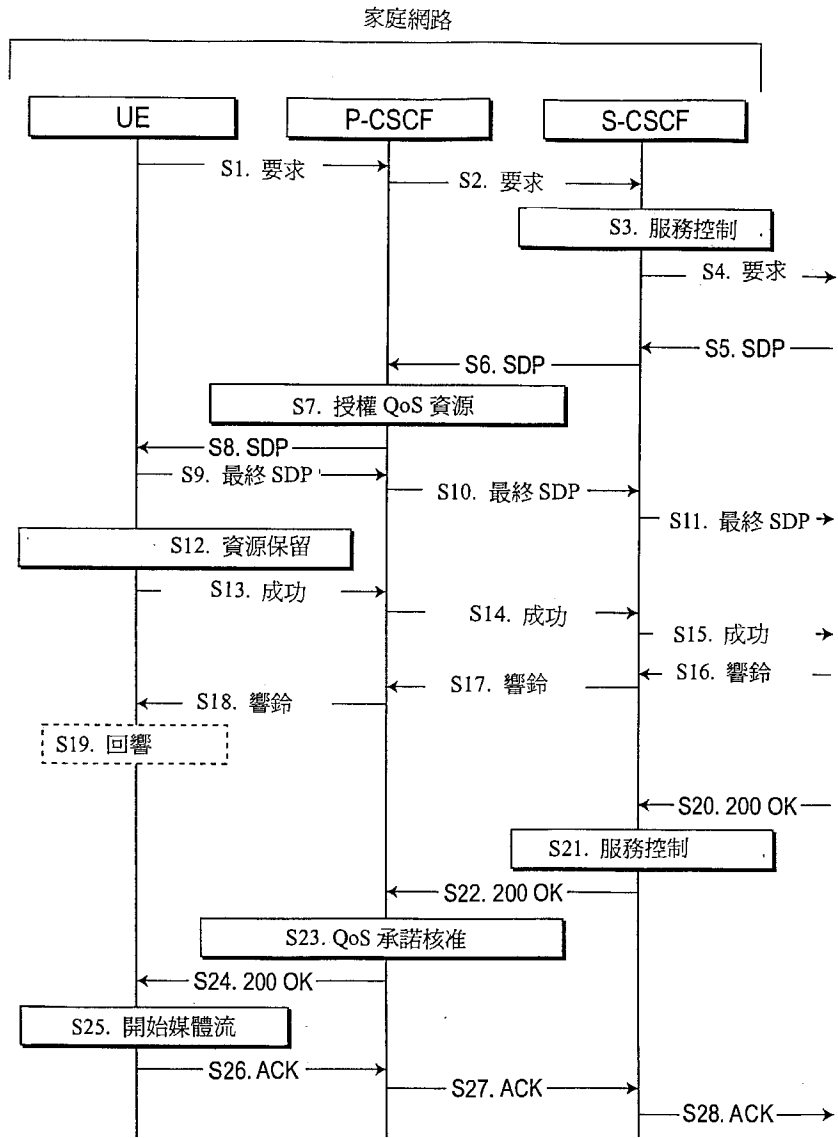 家庭網路
UE
P-CSCF
S-CSCF
S1. 要求
S2. 要求
S3. 服務控制
S4. 要求
S5. SDP
S6. SDP
S7. 授權 QoS 資源
S8. SDP
S9. 最終 SDP
S10. 最終 SDP
S11. 最終 SDP
S12. 資源保留
S13. 成功
S14. 成功
S15. 成功
S16. 響鈴
S17. 響鈴
S18. 響鈴
S19. 回響
S20. 200 OK
S21. 服務控制
S22. 200 OK
S23. QoS 承諾核准
S24. 200 OK
S25. 開始媒體流
S26. ACK
S27. ACK
S28. ACK